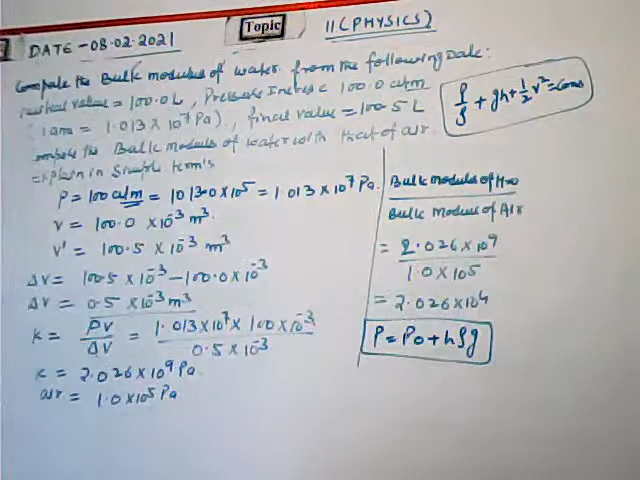 Topic
11 (PHYSICS)
DATE - 08.02.2021
Compute the Bulk modulus of water from the following Data:
Initial value = 100.0 L, Pressure Increase 100.0 atm
1 atm = 1.013 × 10⁷ Pa), final value = 100.5 L
Compute the Bulk modulus of water with that of air.
Explain in simple term's
P/ρ + gh + 1/2 v² = cons
P = 100 atm = 1013.0 × 10⁵ = 1.013 × 10⁷ Pa.
V = 100.0 × 10⁻³ m³.
V' = 100.5 × 10⁻³ m³
ΔV = 100.5 × 10⁻³ - 100.0 × 10⁻³
ΔV = 0.5 × 10⁻³ m³
K = PV/ΔV = 1.013 × 10⁷ × 100 × 10⁻³ / 0.5 × 10⁻³
K = 2.026 × 10⁹ Pa.
air = 1.0 × 10⁵ Pa
Bulk modulus of H₂O
Bulk modulus of Air
= 2.026 × 10⁹ / 1.0 × 10⁵
= 2.026 × 10⁴
P = P₀ + hρg